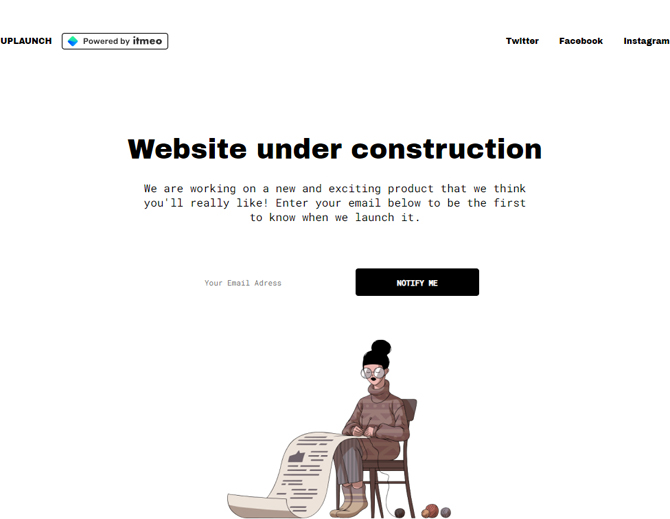 UPLAUNCH
Powered by itmeo
Twitter
Facebook
Instagram
Website under construction
We are working on a new and exciting product that we think
you'll really like! Enter your email below to be the first
to know when we launch it.
Your Email Adress
NOTIFY ME